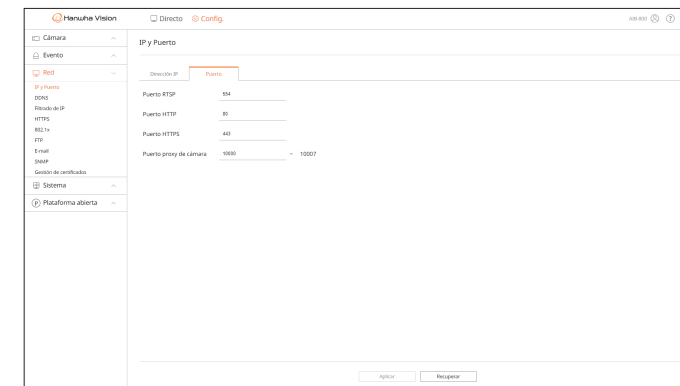 Hanwha Vision
Directo
Config.
AIB-800
?
Cámara
Evento
Red
IP y Puerto
DDNS
Filtrado de IP
HTTPS
802.1x
FTP
E-mail
SNMP
Gestión de certificados
Sistema
P Plataforma abierta
IP y Puerto
Dirección IP
Puerto
Puerto RTSP 554
Puerto HTTP 80
Puerto HTTPS 443
Puerto proxy de cámara 10000 ~ 10007
Aplicar
Recuperar